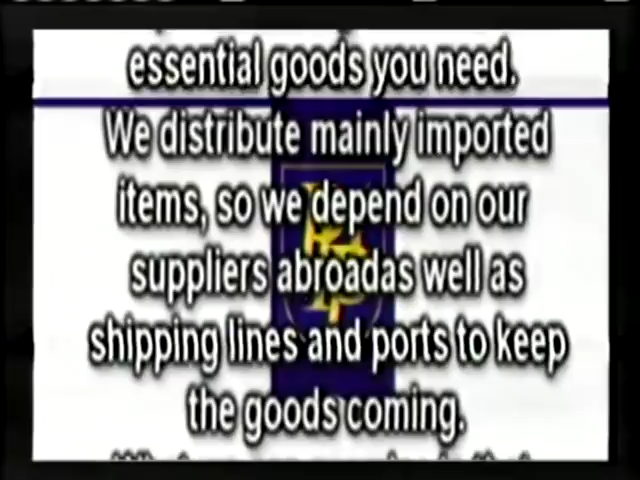 essential goods you need.
We distribute mainly imported
items, so we depend on our
suppliers abroadas well as
shipping lines and ports to keep
the goods coming.